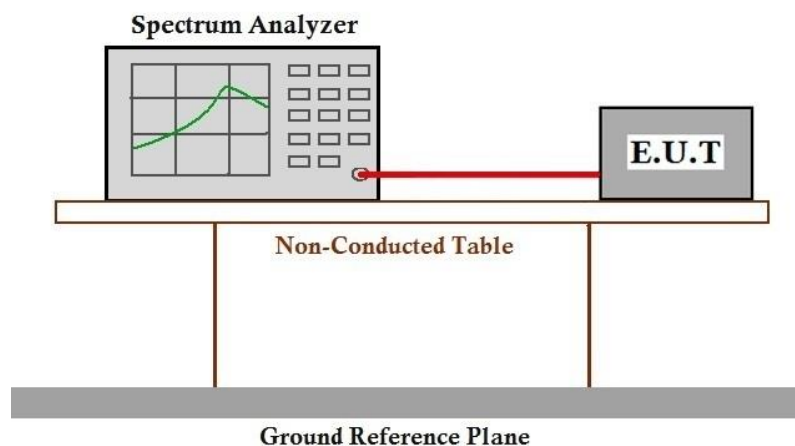 Spectrum Analyzer
E.U.T
Non-Conducted Table
Ground Reference Plane